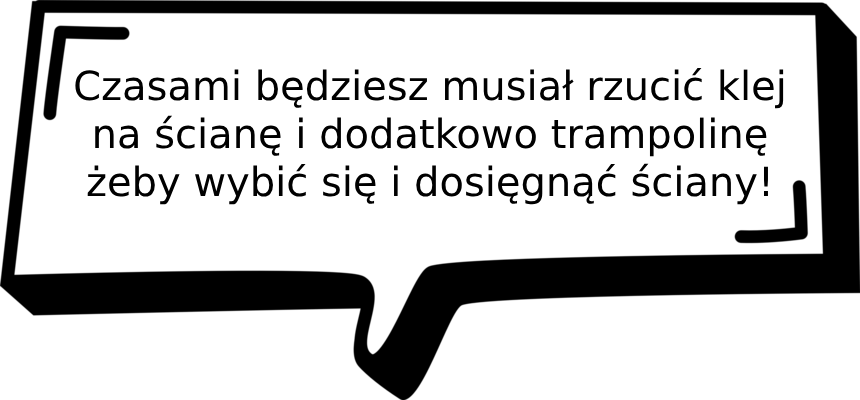 Czasami będziesz musiał rzucić klej
na ścianę i dodatkowo trampolinę
żeby wybić się i dosięgnąć ściany!